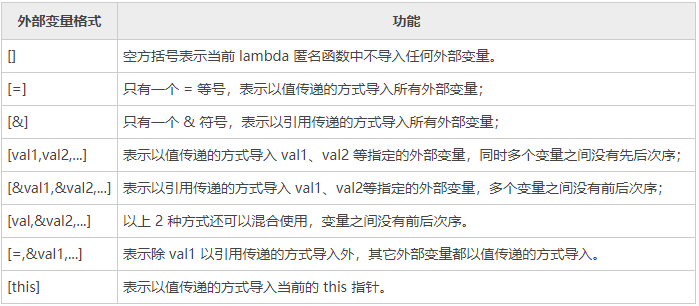 外部变量格式 功能
[] 空方括号表示当前 lambda 匿名函数中不导入任何外部变量。
[=] 只有一个 = 等号，表示以值传递的方式导入所有外部变量；
[&] 只有一个 & 符号，表示以引用传递的方式导入所有外部变量；
[val1,val2,...] 表示以值传递的方式导入 val1、val2 等指定的外部变量，同时多个变量之间没有先后次序；
[&val1,&val2,...] 表示以引用传递的方式导入 val1、val2等指定的外部变量，多个变量之间没有前后次序；
[val,&val2,...] 以上 2 种方式还可以混合使用，变量之间没有前后次序。
[=,&val1,...] 表示除 val1 以引用传递的方式导入外，其它外部变量都以值传递的方式导入。
[this] 表示以值传递的方式导入当前的 this 指针。